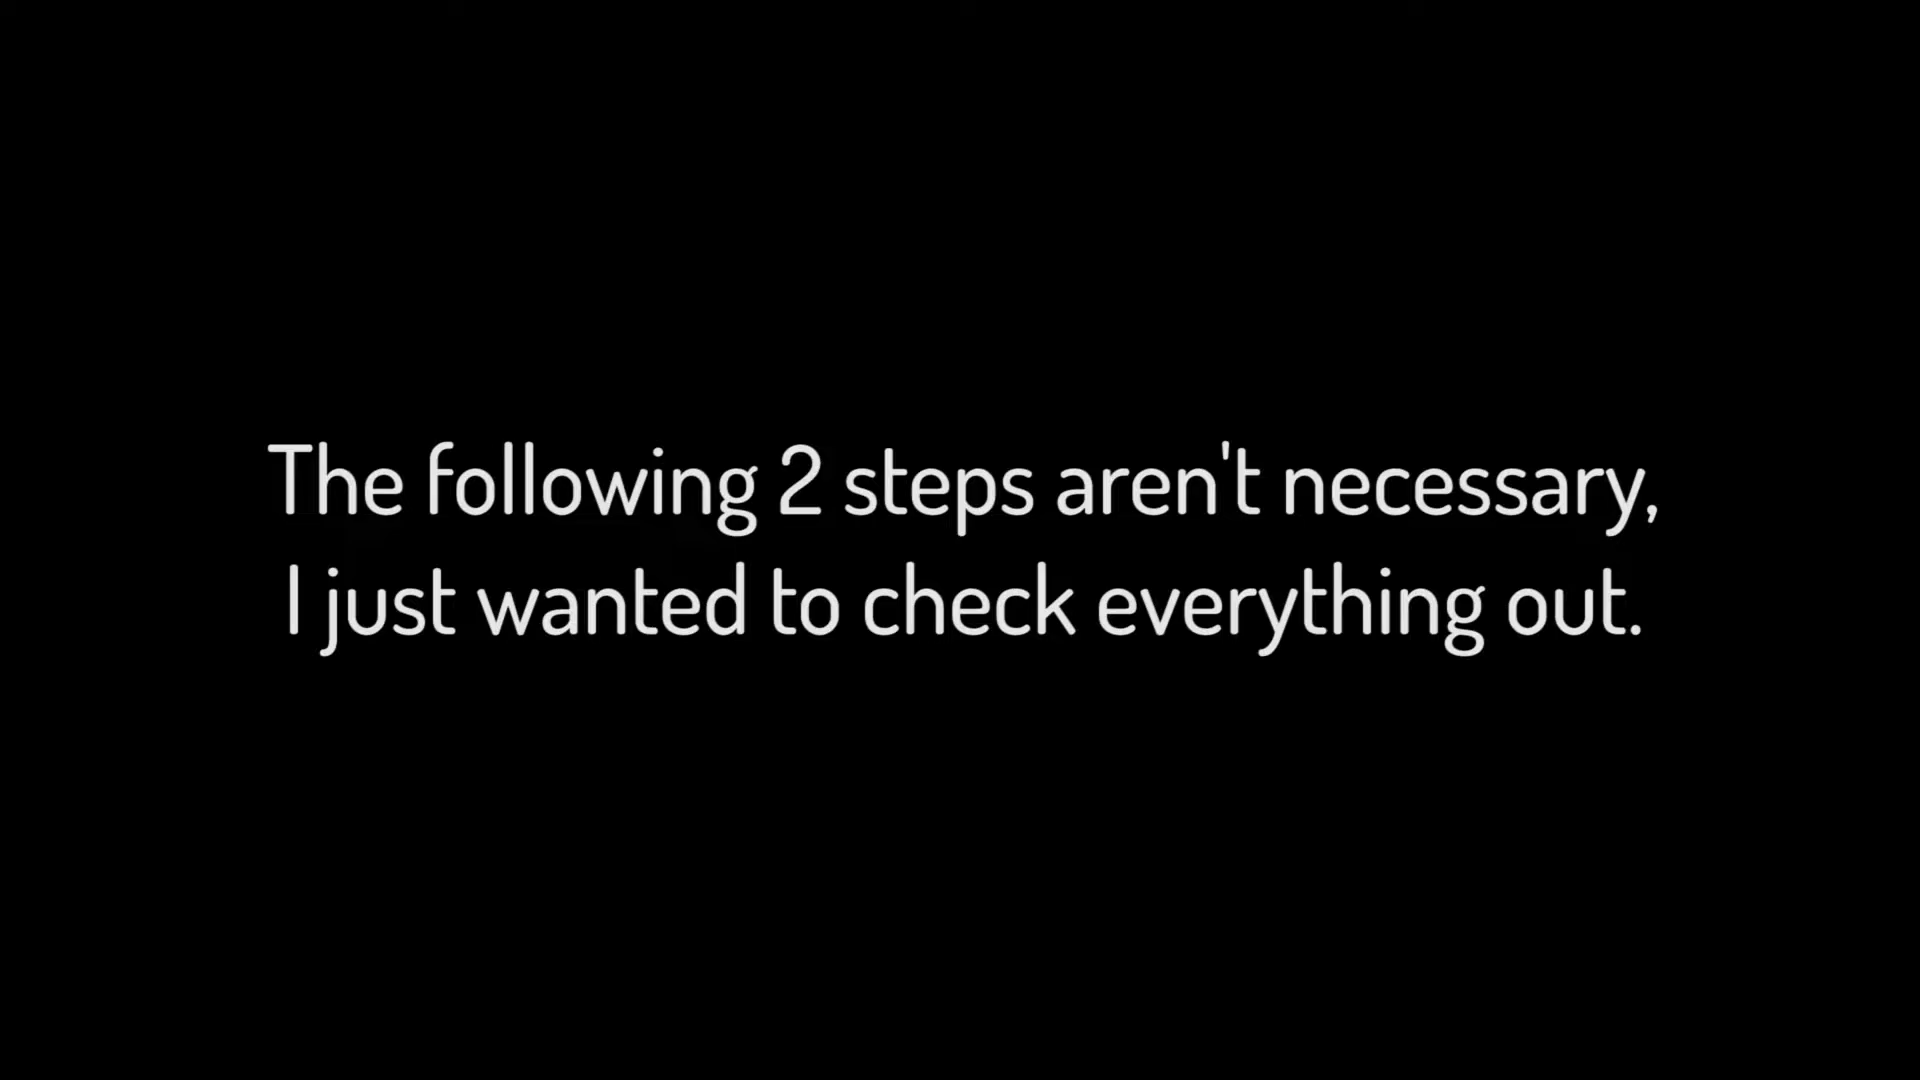 The following 2 steps aren't necessary,
I just wanted to check everything out.